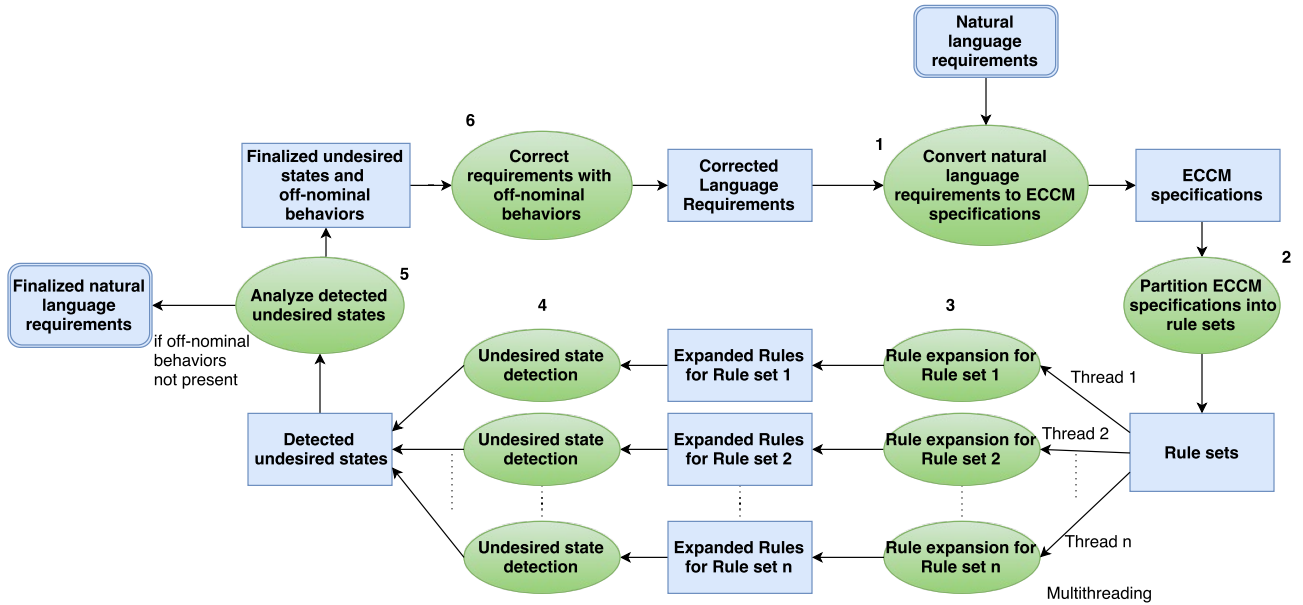 Natural
language
requirements
6
1
Finalized undesired
states and
off-nominal
behaviors
Correct
requirements with
off-nominal
behaviors
Corrected
Language
Requirements
Convert natural
language
requirements to ECCM
specifications
ECCM
specifications
2
Finalized natural
language
requirements
5
Analyze detected
undesired states
if off-nominal
behaviors
not present
4
3
Partition ECCM
specifications into
rule sets
Undesired state
detection
Expanded Rules
for Rule set 1
Rule expansion for
Rule set 1
Thread 1
Detected
undesired states
Undesired state
detection
Expanded Rules
for Rule set 2
Rule expansion for
Rule set 2
Thread 2
Rule sets
Undesired state
detection
Expanded Rules
for Rule set n
Rule expansion for
Rule set n
Thread n
Multithreading